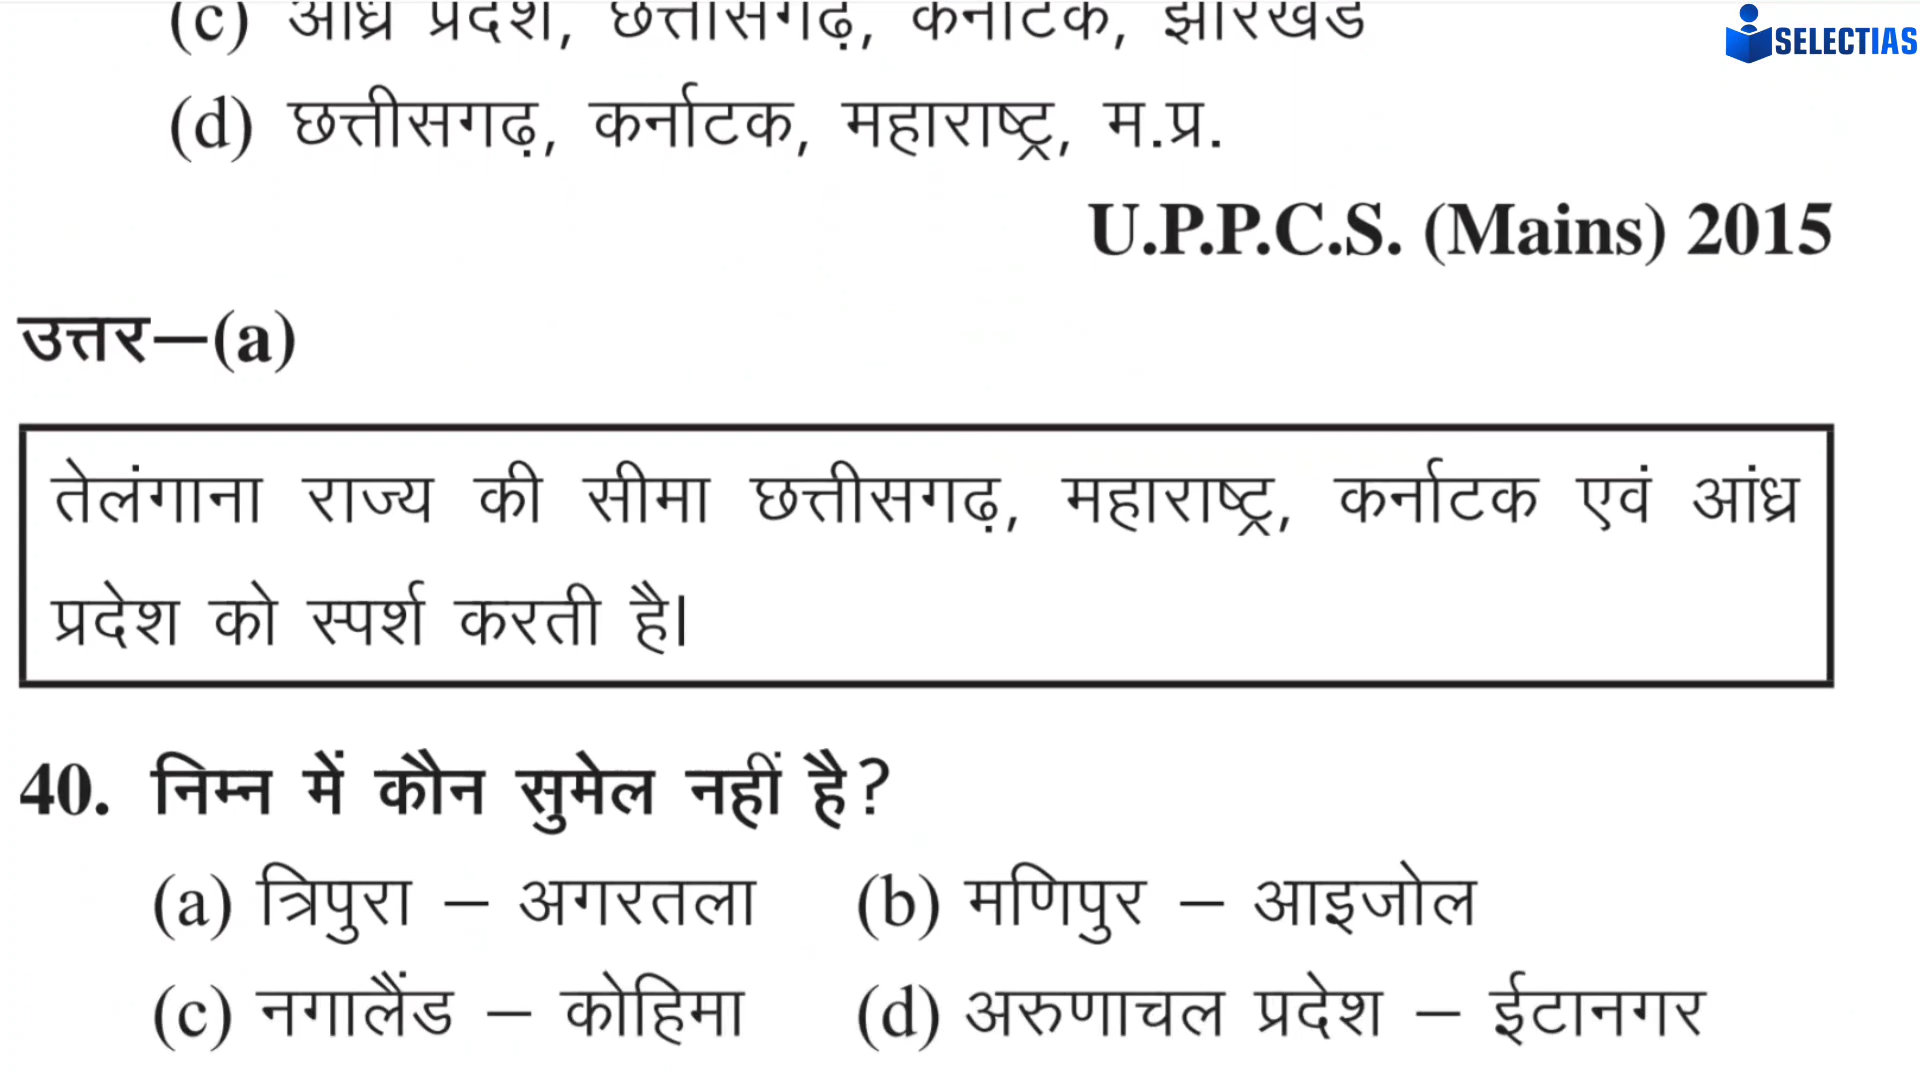 (c) आंध्र प्रदेश, छत्तीसगढ़, कर्नाटक, झारखंड
SELECTIAS
(d) छत्तीसगढ़, कर्नाटक, महाराष्ट्र, म.प्र.
U.P.P.C.S. (Mains) 2015
उत्तर—(a)
तेलंगाना राज्य की सीमा छत्तीसगढ़, महाराष्ट्र, कर्नाटक एवं आंध्र
प्रदेश को स्पर्श करती है।
40. निम्न में कौन सुमेल नहीं है?
(a) त्रिपुरा – अगरतला (b) मणिपुर – आइजोल
(c) नगालैंड – कोहिमा (d) अरुणाचल प्रदेश – ईटानगर